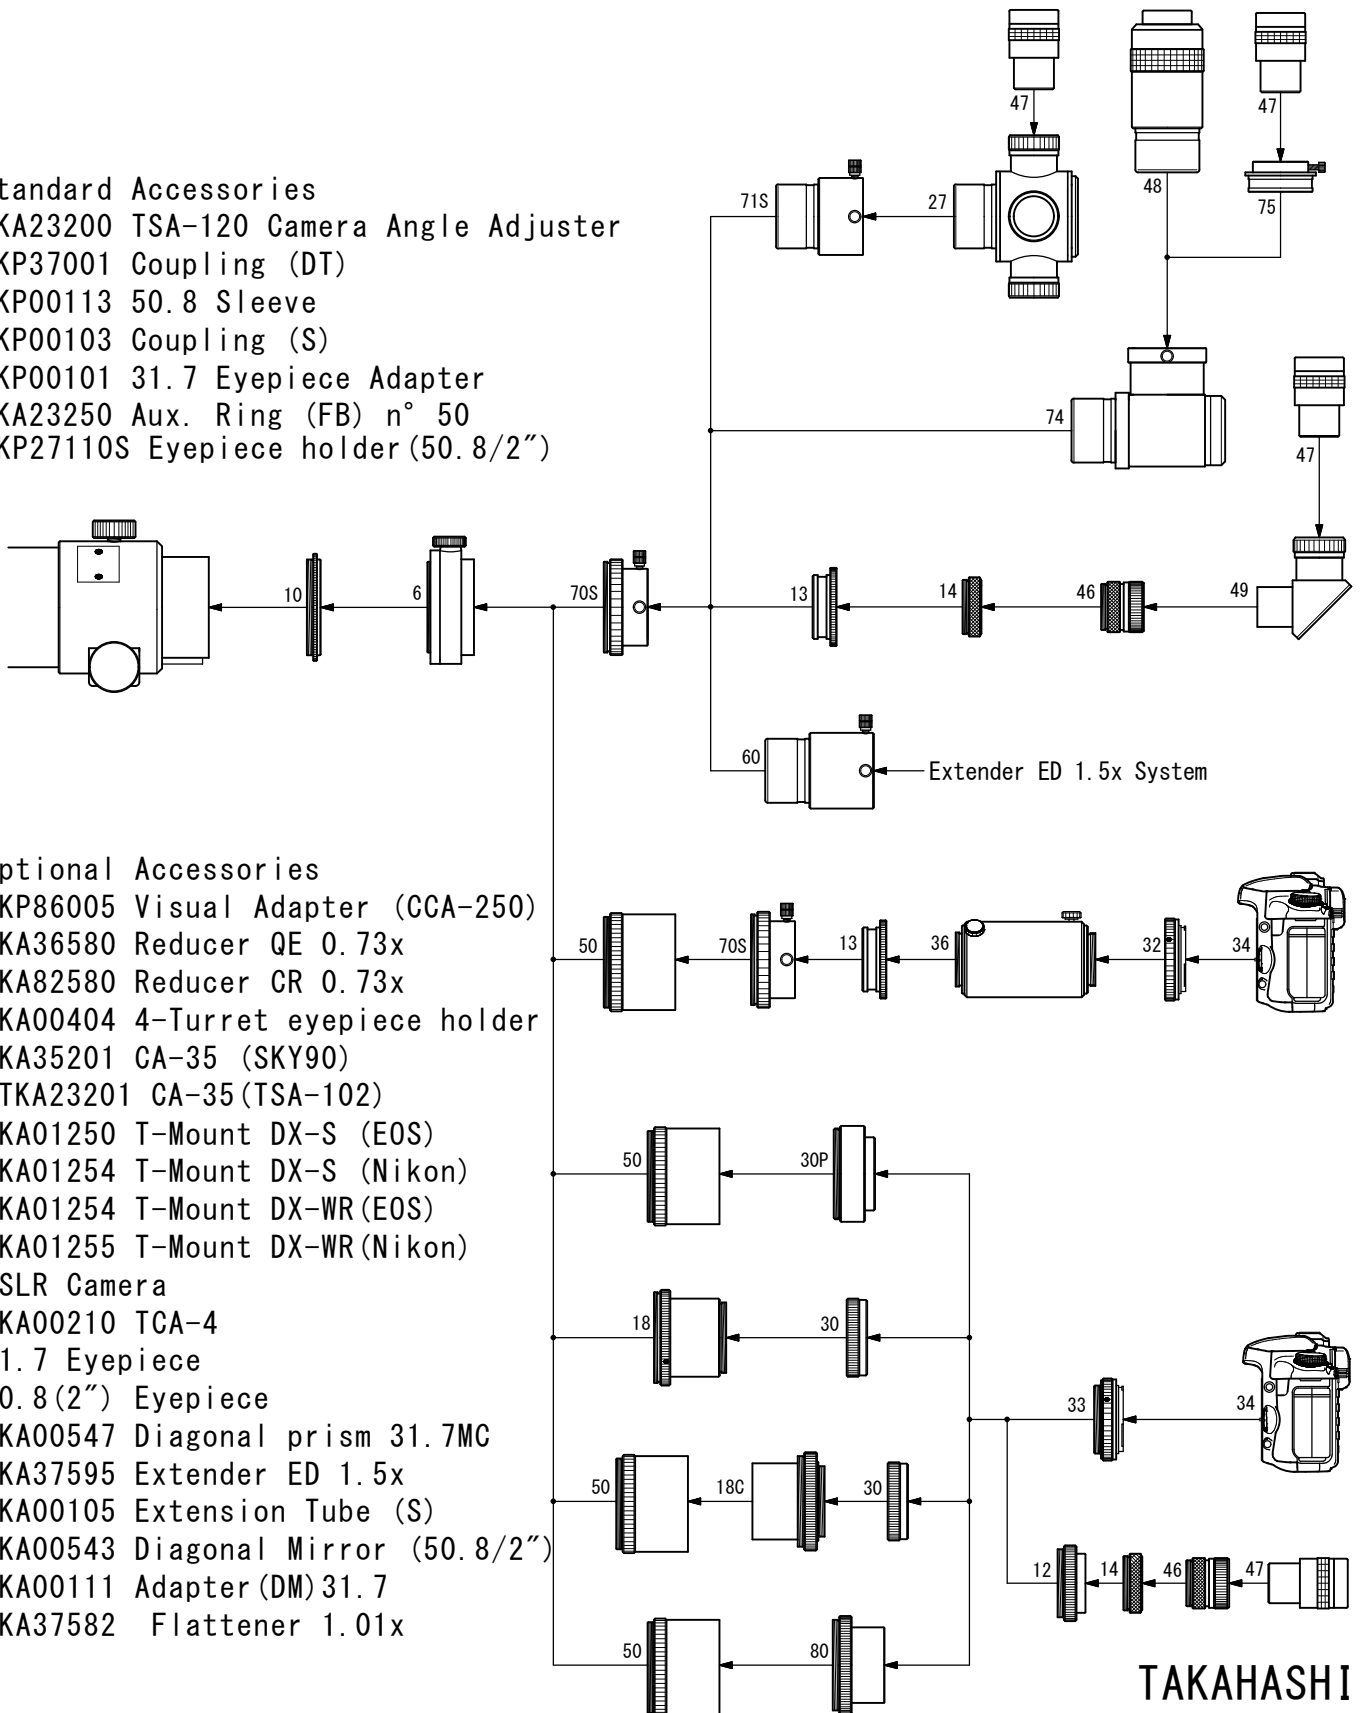 tandard Accessories
KA23200 TSA-120 Camera Angle Adjuster
KP37001 Coupling (DT)
KP00113 50.8 Sleeve
KP00103 Coupling (S)
KP00101 31.7 Eyepiece Adapter
KA23250 Aux. Ring (FB) n° 50
KP27110S Eyepiece holder(50.8/2″)
47
48
47
75
71S
27
74
47
10
6
70S
13
14
46
49
60
Extender ED 1.5x System
ptional Accessories
KP86005 Visual Adapter (CCA-250)
KA36580 Reducer QE 0.73x
KA82580 Reducer CR 0.73x
KA00404 4-Turret eyepiece holder
KA35201 CA-35 (SKY90)
TKA23201 CA-35(TSA-102)
KA01250 T-Mount DX-S (EOS)
KA01254 T-Mount DX-S (Nikon)
KA01254 T-Mount DX-WR(EOS)
KA01255 T-Mount DX-WR(Nikon)
SLR Camera
KA00210 TCA-4
1.7 Eyepiece
0.8(2″) Eyepiece
KA00547 Diagonal prism 31.7MC
KA37595 Extender ED 1.5x
KA00105 Extension Tube (S)
KA00543 Diagonal Mirror (50.8/2″)
KA00111 Adapter(DM)31.7
KA37582 Flattener 1.01x
50
70S
13
36
32
34
50
30P
18
30
33
34
50
18C
30
12
14
46
47
50
80
TAKAHASHI